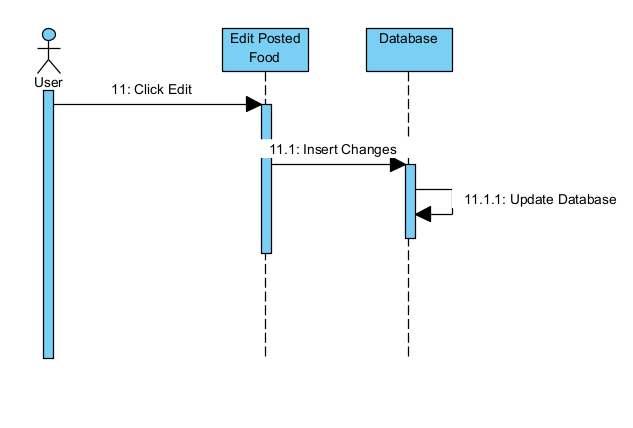 Edit Posted
Food
Database
User
11: Click Edit
11.1: Insert Changes
11.1.1: Update Database